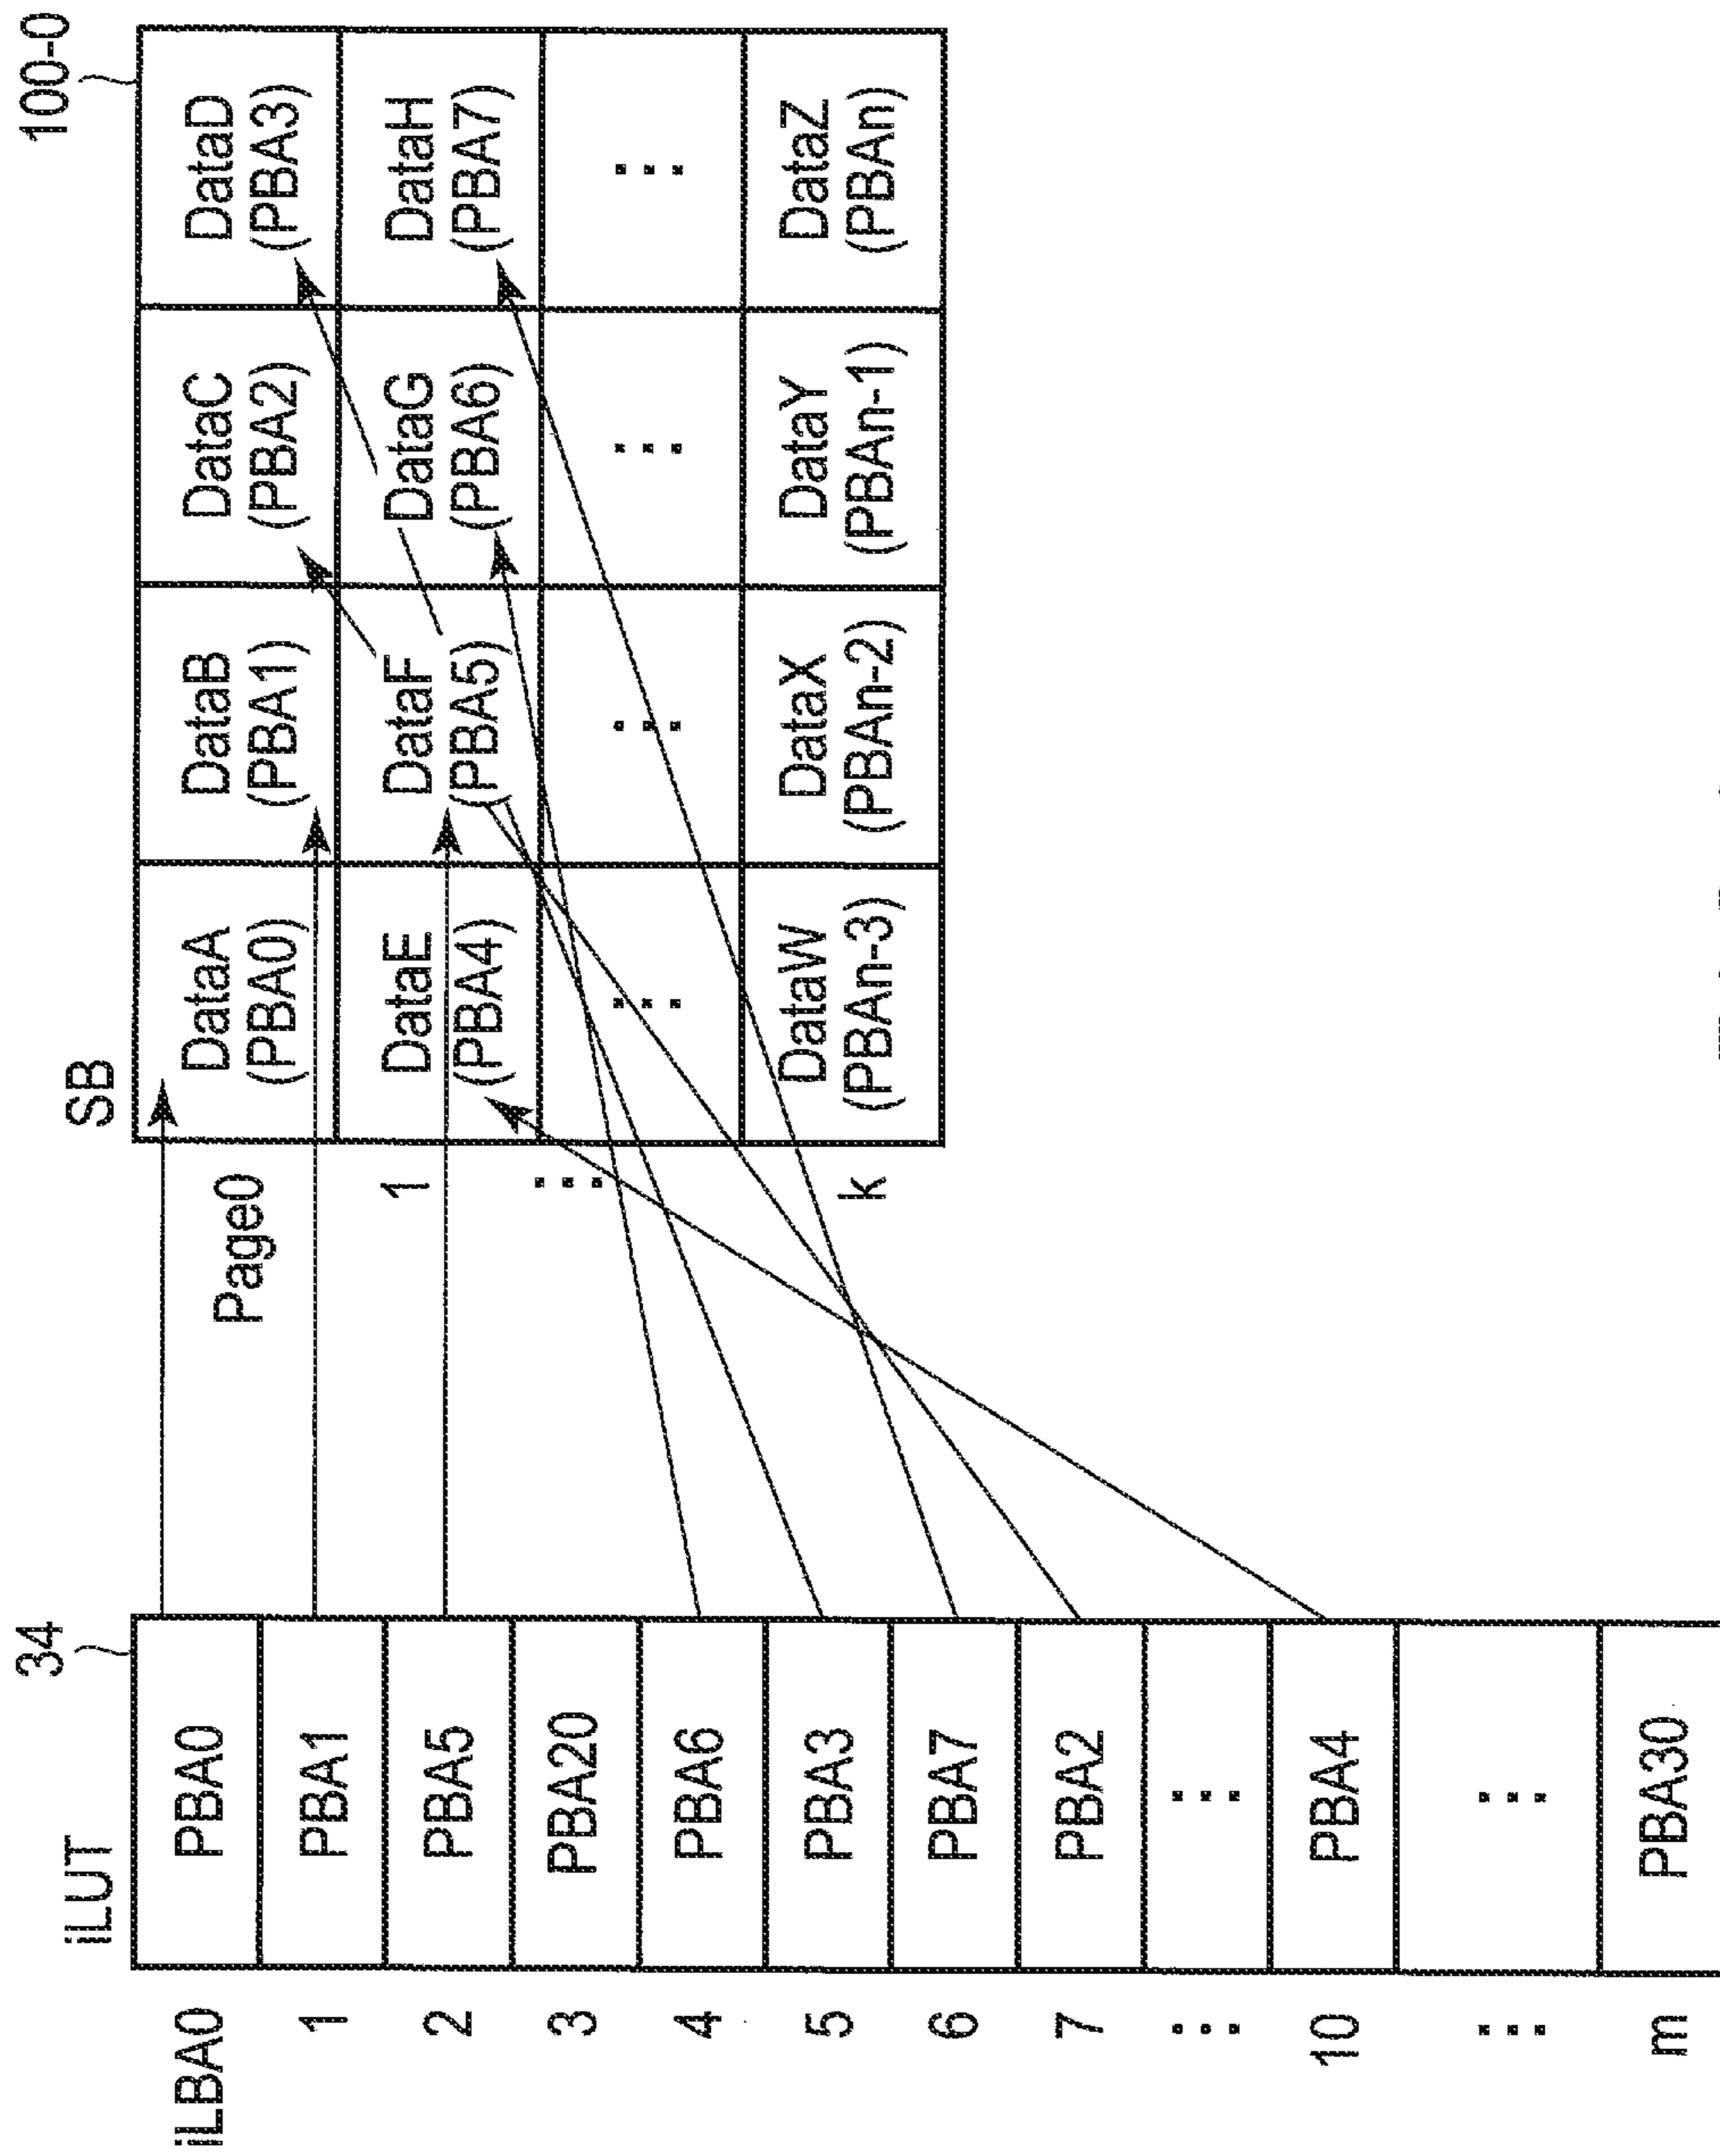 iLUT
34
iLBA0 PBA0
1 PBA1
2 PBA5
3 PBA20
4 PBA6
5 PBA3
6 PBA7
7 PBA2
⋮ ⋮
10 PBA4
⋮ ⋮
m PBA30
SB
100-0
Page0
DataA
(PBA0)
DataB
(PBA1)
DataC
(PBA2)
DataD
(PBA3)
1
DataE
(PBA4)
DataF
(PBA5)
DataG
(PBA6)
DataH
(PBA7)
⋮ ⋮ ⋮ ⋮ ⋮
k
DataW
(PBAn-3)
DataX
(PBAn-2)
DataY
(PBAn-1)
DataZ
(PBAn)